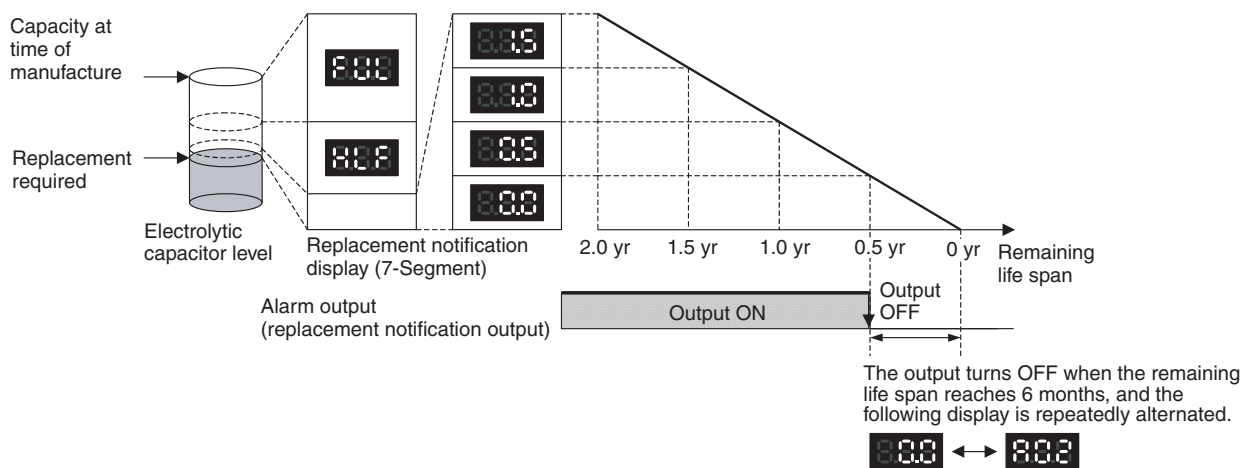 Capacity at
time of
manufacture
Replacement
required
Electrolytic
capacitor level
FUL
HLF
Replacement notification
display (7-Segment)
1.5
1.0
0.5
0.0
2.0 yr
1.5 yr
1.0 yr
0.5 yr
0 yr
Remaining
life span
Alarm output
(replacement notification output)
Output ON
Output
OFF
The output turns OFF when the remaining
life span reaches 6 months, and the
following display is repeatedly alternated.
0.0
A02